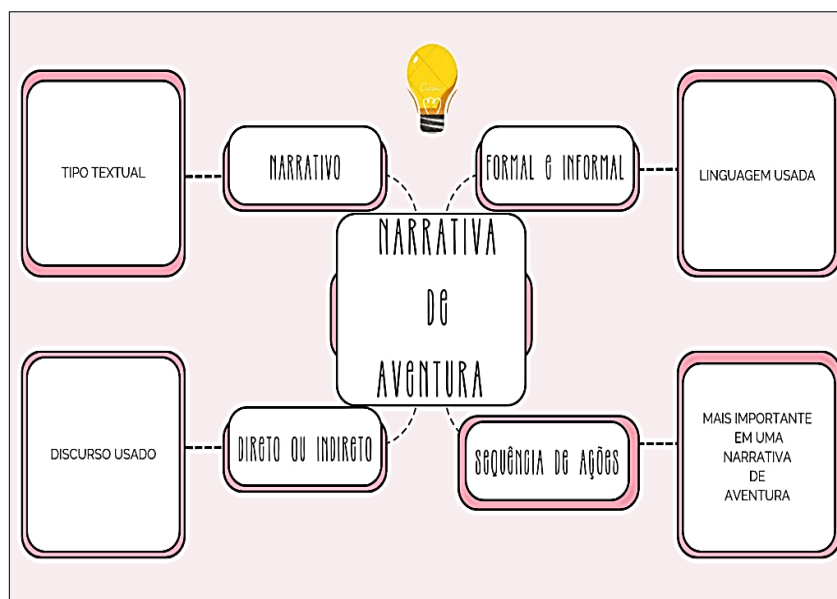 TIPO TEXTUAL
NARRATIVO
FORMAL E INFORMAL
LINGUAGEM USADA
NARRATIVA
DE
AVENTURA
DISCURSO USADO
DIRETO OU INDIRETO
SEQUÊNCIA DE AÇÕES
MAIS IMPORTANTE
EM UMA
NARRATIVA
DE
AVENTURA